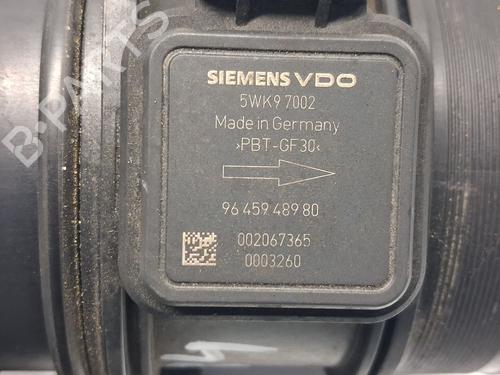 SIEMENS VDO
5WK9 7002
Made in Germany
›PBT-GF30‹
96 459 489 80
002067365
0003260
B-PARTS